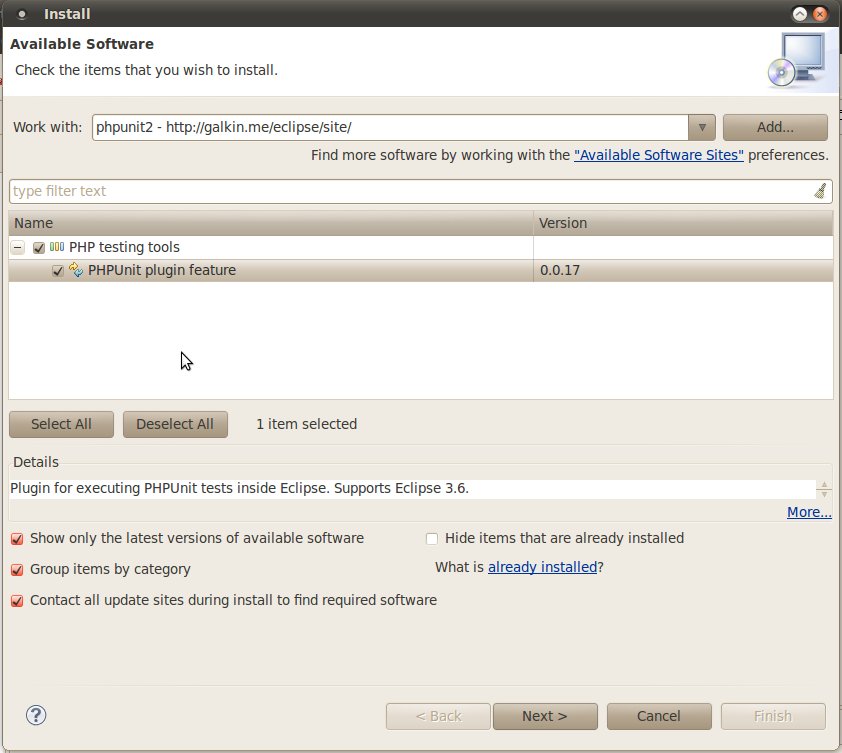 Install
Available Software
Check the items that you wish to install.
Work with: phpunit2 - http://galkin.me/eclipse/site/ Add...
Find more software by working with the "Available Software Sites" preferences.
type filter text
Name Version
PHP testing tools
PHPUnit plugin feature 0.0.17
Select All Deselect All 1 item selected
Details
Plugin for executing PHPUnit tests inside Eclipse. Supports Eclipse 3.6.
More...
Show only the latest versions of available software Hide items that are already installed
Group items by category What is already installed?
Contact all update sites during install to find required software
? < Back Next > Cancel Finish